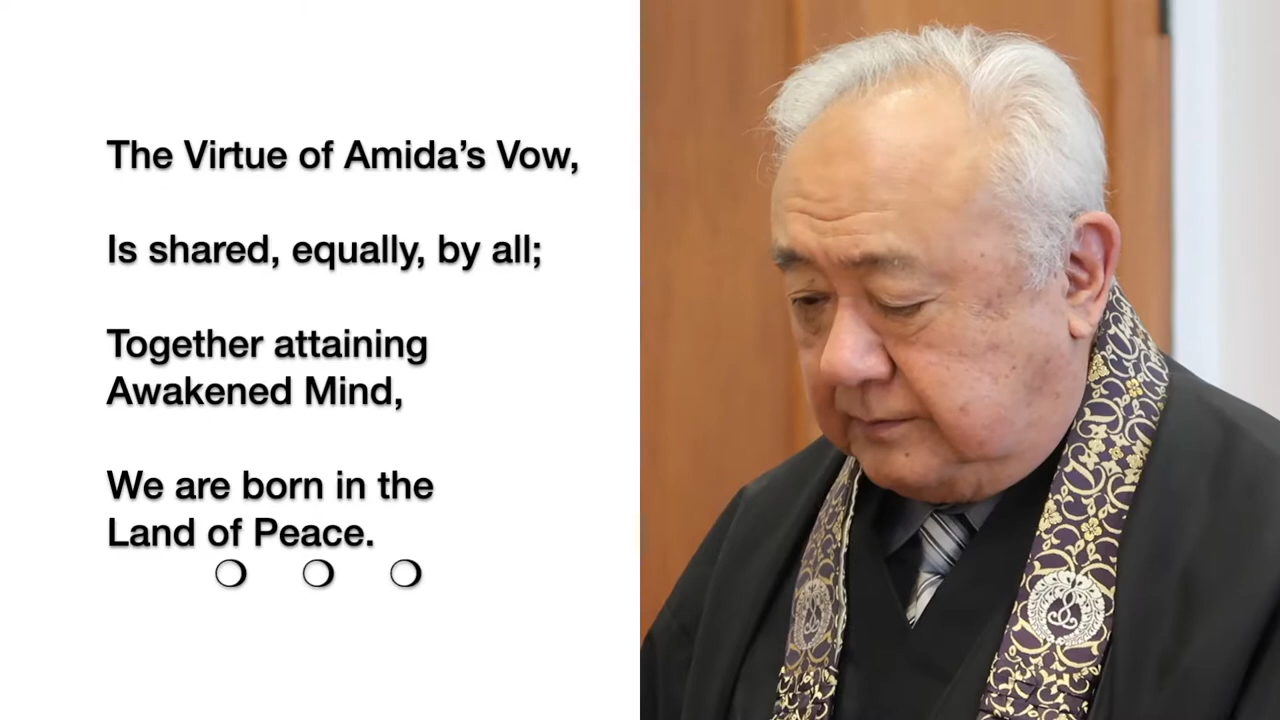 The Virtue of Amida’s Vow,
Is shared, equally, by all;
Together attaining
Awakened Mind,
We are born in the
Land of Peace.